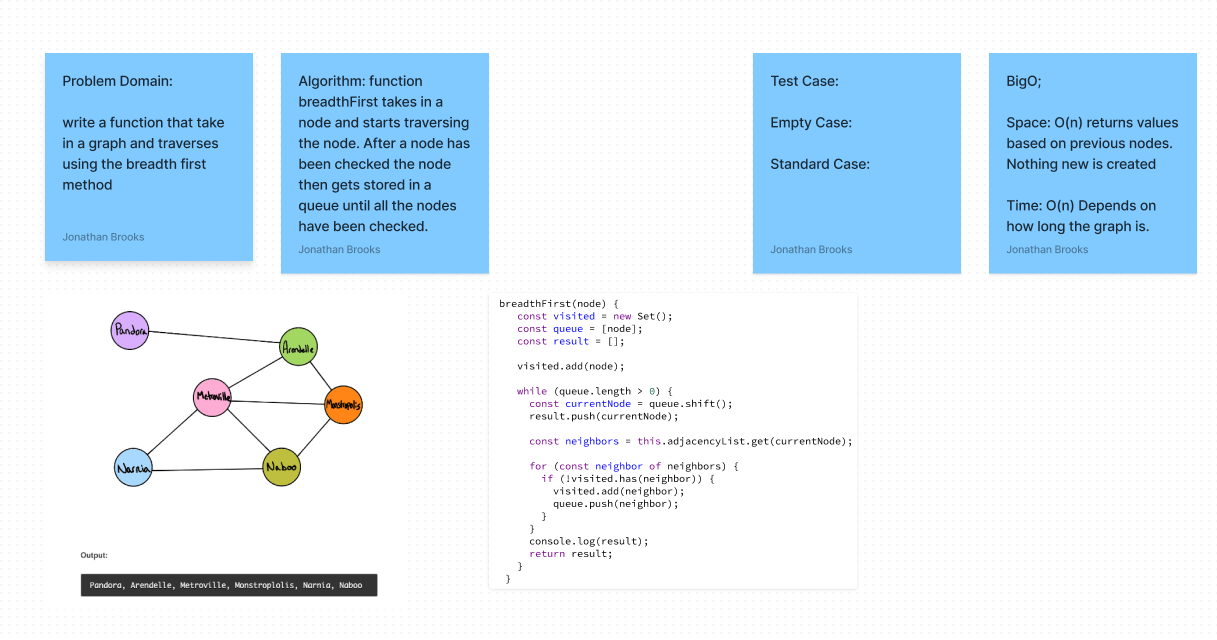 Problem Domain:
write a function that take
in a graph and traverses
using the breadth first
method
Jonathan Brooks
Algorithm: function
breadthFirst takes in a
node and starts traversing
the node. After a node has
been checked the node
then gets stored in a
queue until all the nodes
have been checked.
Jonathan Brooks
Test Case:
Empty Case:
Standard Case:
Jonathan Brooks
BigO;
Space: O(n) returns values
based on previous nodes.
Nothing new is created
Time: O(n) Depends on
how long the graph is.
Jonathan Brooks
Pandora
Arendelle
Metroville
Monstropolis
Narnia
Naboo
Output:
Pandora, Arendelle, Metroville, Monstroplolis, Narnia, Naboo
breadthFirst(node) {
const visited = new Set();
const queue = [node];
const result = [];
visited.add(node);
while (queue.length > 0) {
const currentNode = queue.shift();
result.push(currentNode);
const neighbors = this.adjacencyList.get(currentNode);
for (const neighbor of neighbors) {
if (!visited.has(neighbor)) {
visited.add(neighbor);
queue.push(neighbor);
}
}
console.log(result);
return result;
}
}